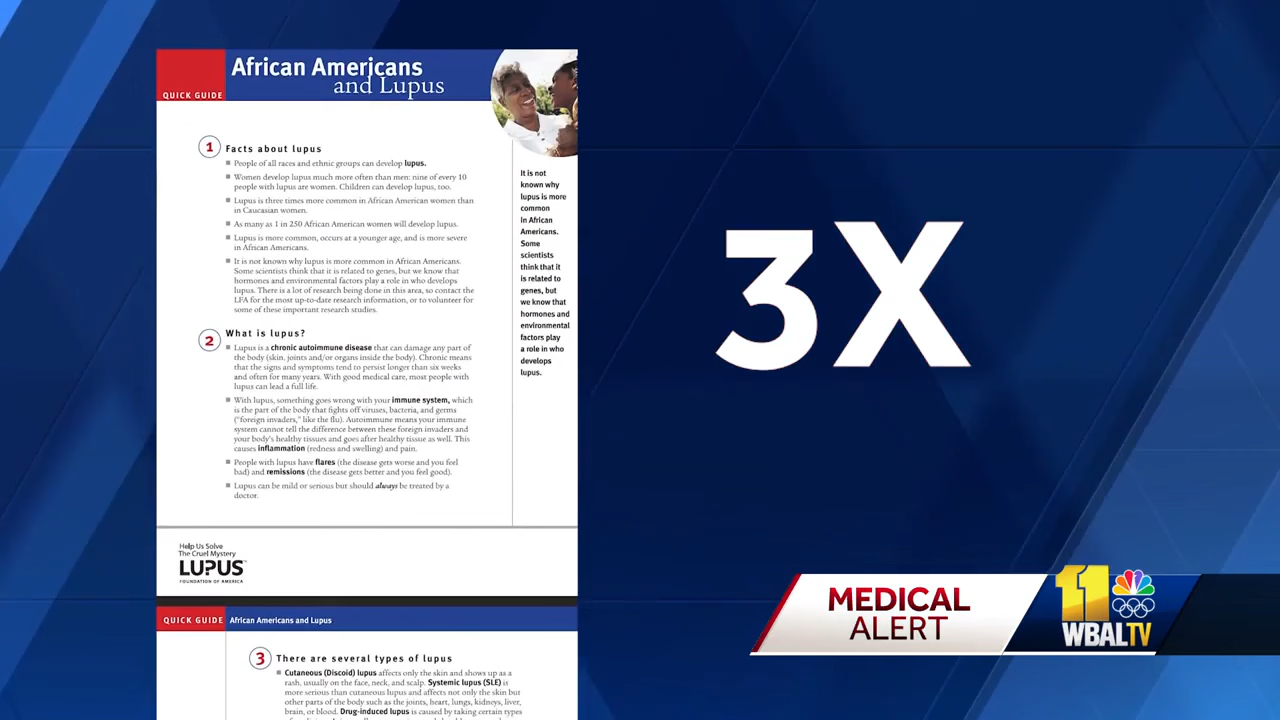 QUICK GUIDE
African Americans
and Lupus
1 Facts about lupus
People of all races and ethnic groups can develop lupus.
Women develop lupus much more often than men: nine of every 10
people with lupus are women. Children can develop lupus, too.
Lupus is three times more common in African American women than
in Caucasian women.
As many as 1 in 250 African American women will develop lupus.
Lupus is more common, occurs at a younger age, and is more severe
in African Americans.
It is not known why lupus is more common in African Americans.
Some scientists think that it is related to genes, but we know that
hormones and environmental factors play a role in who develops
lupus. There is a lot of research being done in this area, so contact the
LFA for the most up-to-date research information, or to volunteer for
some of these important research studies.
2 What is lupus?
Lupus is a chronic autoimmune disease that can damage any part of
the body (skin, joints and/or organs inside the body). Chronic means
that the signs and symptoms tend to persist longer than six weeks
and often for many years. With good medical care, most people with
lupus can lead a full life.
With lupus, something goes wrong with your immune system, which
is the part of the body that fights off viruses, bacteria, and germs
("foreign invaders," like the flu). Autoimmune means your immune
system cannot tell the difference between these foreign invaders and
your body's healthy tissues and goes after healthy tissue as well. This
causes inflammation (redness and swelling) and pain.
People with lupus have flares (the disease gets worse and you feel
bad) and remissions (the disease gets better and you feel good).
Lupus can be mild or serious but should always be treated by a
doctor.
It is not
known why
lupus is more
common
in African
Americans.
Some
scientists
think that it
is related to
genes, but
we know that
hormones and
environmental
factors play
a role in who
develops
lupus.
Help Us Solve
The Cruel Mystery
LUPUS™
FOUNDATION OF AMERICA
QUICK GUIDE African Americans and Lupus
3 There are several types of lupus
Cutaneous (Discoid) lupus affects only the skin and shows up as a
rash, usually on the face, neck, and scalp. Systemic lupus (SLE) is
more serious than cutaneous lupus and affects not only the skin but
other parts of the body such as the joints, heart, lungs, kidneys, liver,
brain, or blood. Drug-induced lupus is caused by taking certain types
3X
MEDICAL
ALERT
11
WBALTV